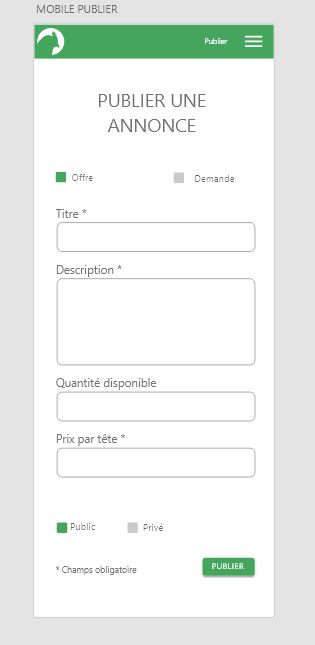 MOBILE PUBLIER
Publier
PUBLIER UNE
ANNONCE
Offre Demande
Titre *
Description *
Quantité disponible
Prix par tête *
Public Privé
* Champs obligatoire PUBLIER